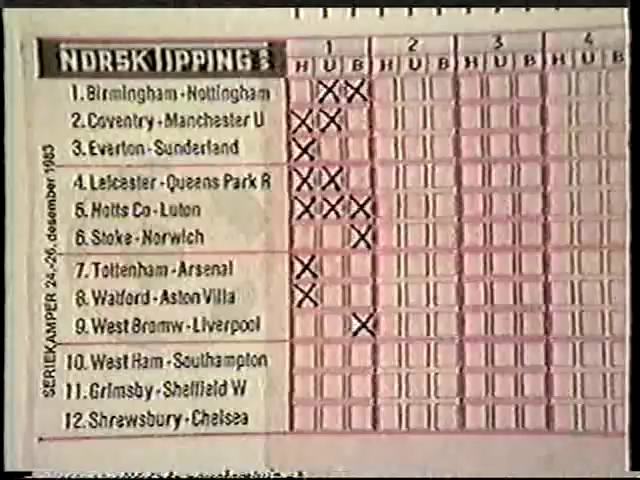 NORSK TIPPING A/S
1 2 3 4
H U B H U B H U B H U B
1. Birmingham - Nottingham
2. Coventry - Manchester U
3. Everton - Sunderland
4. Leicester - Queens Park R
5. Notts Co - Luton
6. Stoke - Norwich
7. Tottenham - Arsenal
8. Watford - Aston Villa
9. West Bromw - Liverpool
10. West Ham - Southampton
11. Grimsby - Sheffield W
12. Shrewsbury - Chelsea
SERIEKAMPER 24.-26. desember 1983